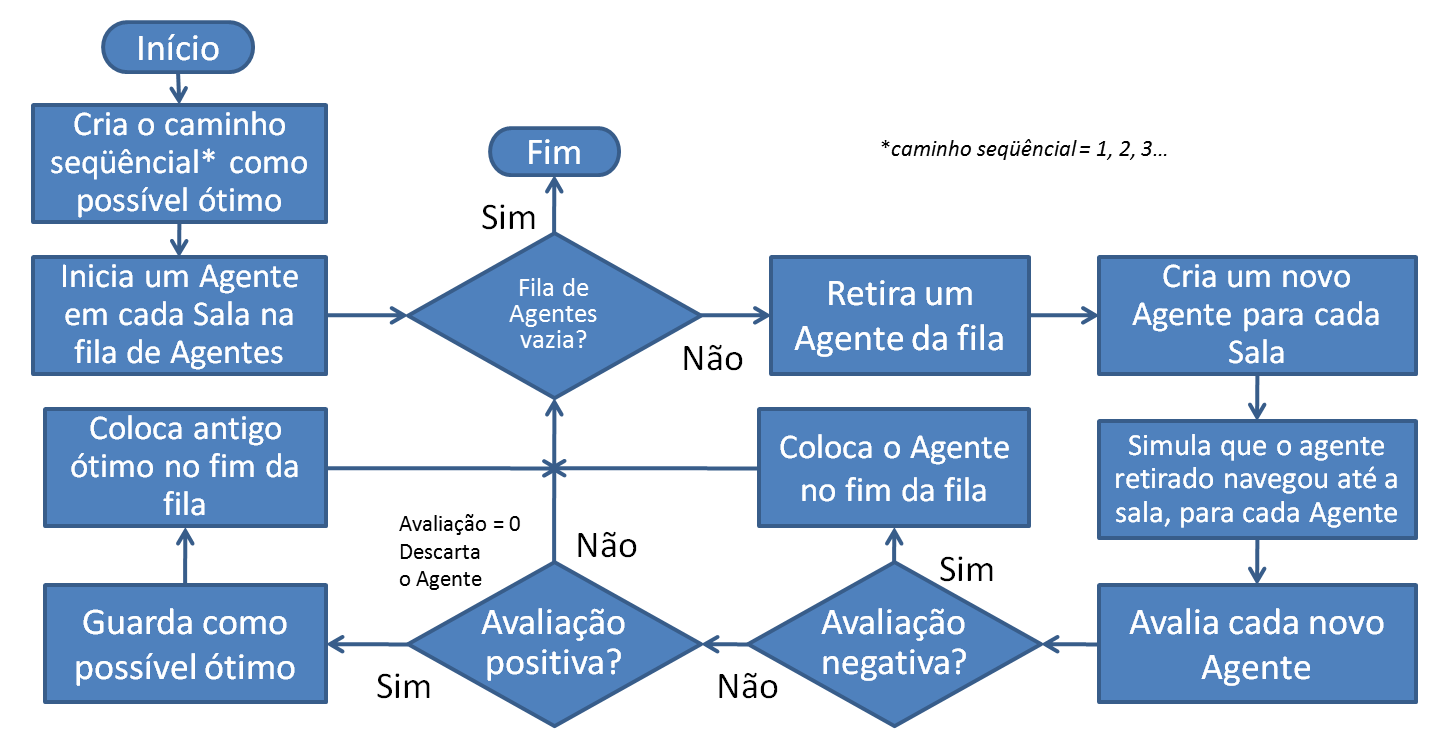 Início
Cria o caminho
seqüêncial* como
possível ótimo
Inicia um Agente
em cada Sala na
fila de Agentes
Fim
*caminho seqüêncial = 1, 2, 3...
Sim
Fila de
Agentes
vazia?
Não
Retira um
Agente da fila
Cria um novo
Agente para cada
Sala
Simula que o agente
retirado navegou até a
sala, para cada Agente
Avalia cada novo
Agente
Avaliação
negativa?
Sim
Coloca o Agente
no fim da fila
Não
Avaliação
positiva?
Não
Avaliação = 0
Descarta
o Agente
Sim
Guarda como
possível ótimo
Coloca antigo
ótimo no fim da
fila